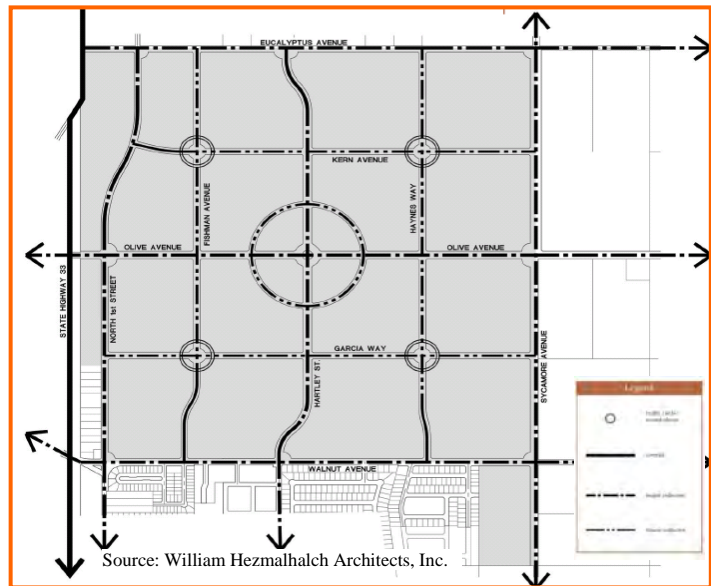 EUCALYPTUS AVENUE
KERN AVENUE
FISHMAN AVENUE
HAYNES WAY
OLIVE AVENUE
OLIVE AVENUE
STATE HIGHWAY 33
NORTH 1st STREET
GARCIA WAY
HARTLEY ST.
SYCAMORE AVENUE
WALNUT AVENUE
Legend
Source: William Hezmalhalch Architects, Inc.